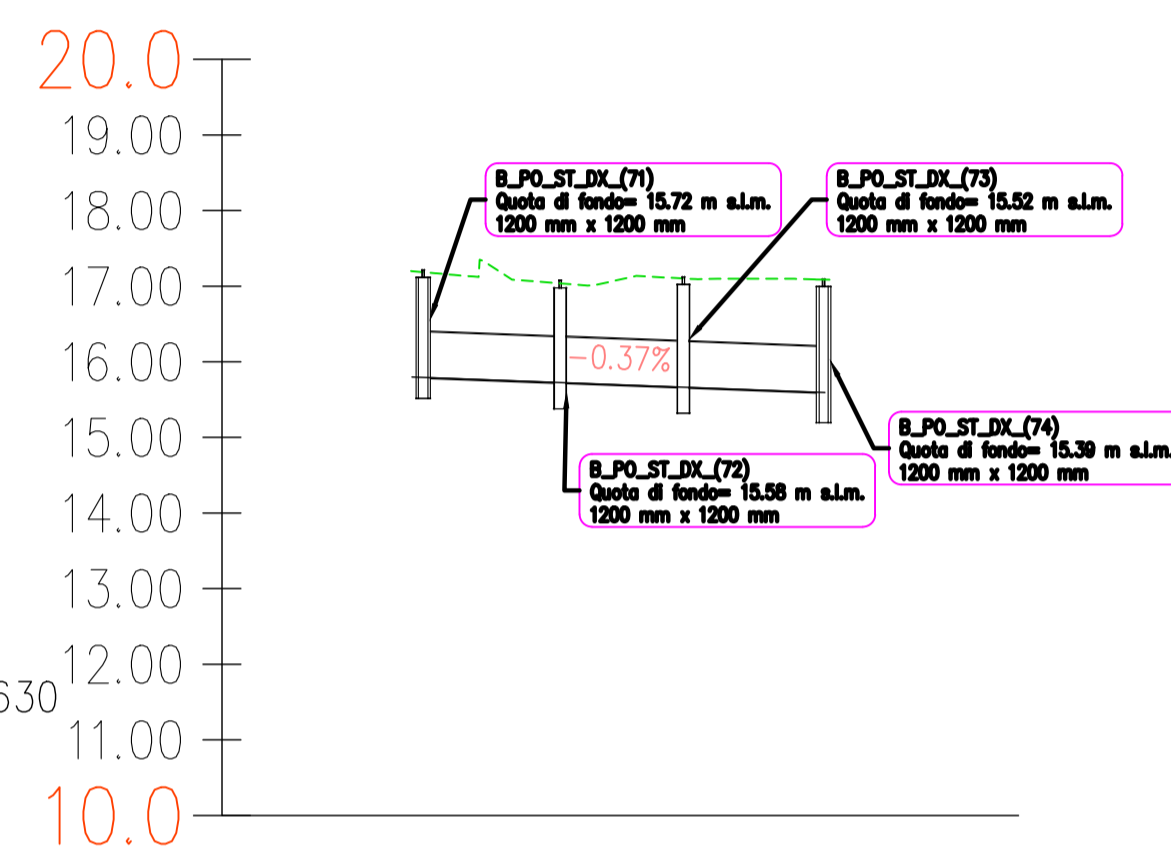 20.0
19.00
18.00
17.00
16.00
15.00
14.00
13.00
12.00
630
11.00
10.0
B_PO_ST_DX_(71)
Quota di fondo= 15.72 m s.l.m.
1200 mm x 1200 mm
B_PO_ST_DX_(73)
Quota di fondo= 15.52 m s.l.m.
1200 mm x 1200 mm
-0.37%
B_PO_ST_DX_(74)
Quota di fondo= 15.39 m s.l.m.
1200 mm x 1200 mm
B_PO_ST_DX_(72)
Quota di fondo= 15.58 m s.l.m.
1200 mm x 1200 mm